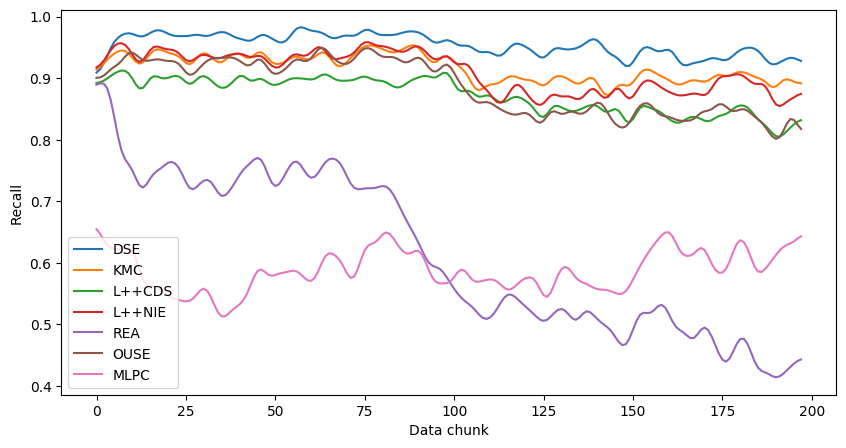 1.0
0.9
0.8
0.7
0.6
0.5
0.4
Recall
DSE
KMC
L++CDS
L++NIE
REA
OUSE
MLPC
0 25 50 75 100 125 150 175 200
Data chunk